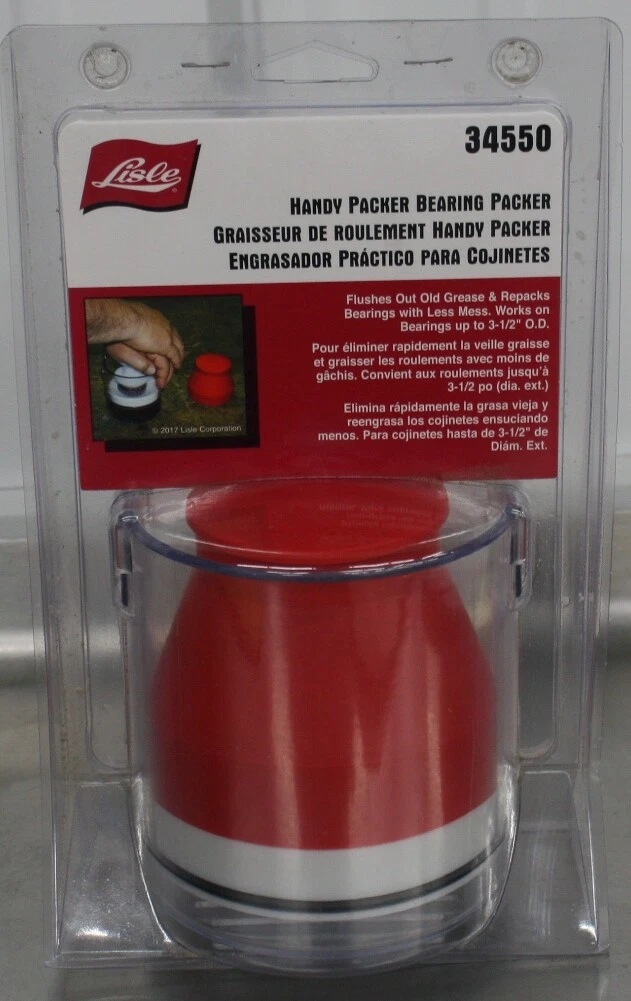 34550
Lisle
HANDY PACKER BEARING PACKER
GRAISSEUR DE ROULEMENT HANDY PACKER
ENGRASADOR PRÁCTICO PARA COJINETES
Flushes Out Old Grease & Repacks
Bearings with Less Mess. Works on
Bearings up to 3-1/2" O.D.
Pour éliminer rapidement la veille graisse
et graisser les roulements avec moins de
gâchis. Convient aux roulements jusqu'à
3-1/2 po (dia. ext.)
Elimina rápidamente la grasa vieja y
reengrasa los cojinetes ensuciando
menos. Para cojinetes hasta de 3-1/2" de
Diám. Ext.
© 2017 Lisle Corporation